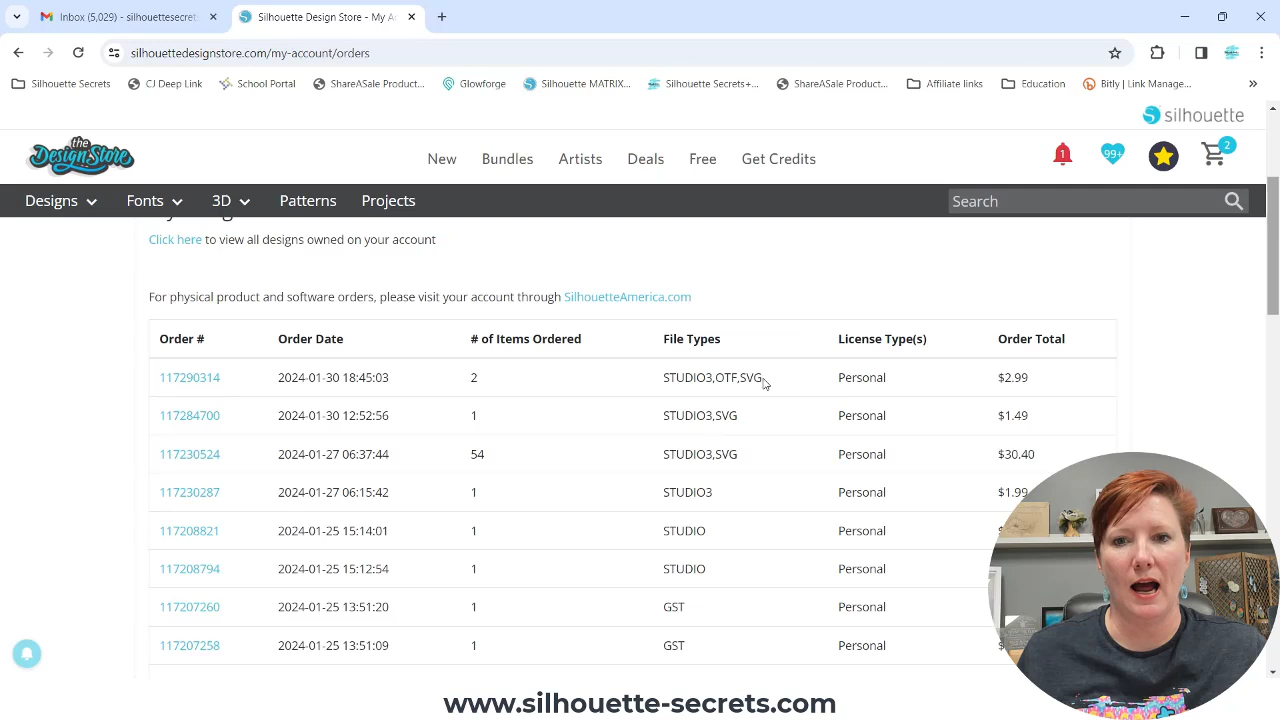 Inbox (5,029) - silhouettesecret
Silhouette Design Store - My Ar
silhouettedesignstore.com/my-account/orders
Silhouette Secrets
CJ Deep Link
School Portal
ShareASale Produc...
Glowforge
Silhouette MATRIX...
Silhouette Secrets+...
ShareASale Produc...
Affiliate links
Education
Bitly | Link Manage...
silhouette
the Design Store
New
Bundles
Artists
Deals
Free
Get Credits
1
99+
2
Designs
Fonts
3D
Patterns
Projects
Search
Click here to view all designs owned on your account
For physical product and software, please visit your account through SilhouetteAmerica.com
Order # Order Date # of Items Ordered File Types License Type(s) Order Total
117290314 2024-01-30 18:45:03 2 STUDIO3,OTF,SVG Personal $2.99
117284700 2024-01-30 12:52:56 1 STUDIO3,SVG Personal $1.49
117230524 2024-01-27 06:37:44 54 STUDIO3,SVG Personal $30.40
117230287 2024-01-27 06:15:42 1 STUDIO3 Personal $1.99
117208821 2024-01-25 15:14:03 1 STUDIO Personal
117208794 2024-01-25 15:12:54 1 STUDIO Personal
117207260 2024-01-25 13:51:20 1 GST Personal
117207258 2024-01-25 13:51:03 1 GST Personal
www.silhouette-secrets.com